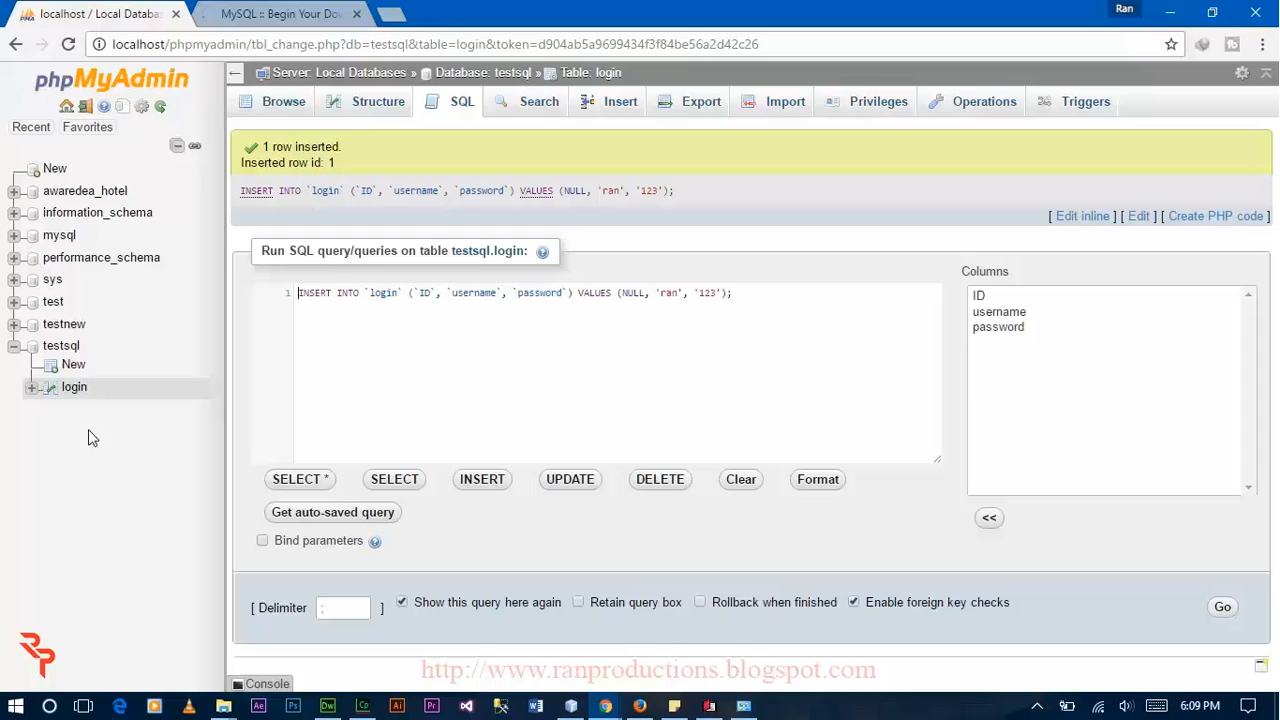 localhost / Local Databas
MySQL :: Begin Your Dow
Ran
localhost/phpmyadmin/tbl_change.php?db=testsql&table=login&token=d904ab5a9699434f3f84be56a2d42c26
phpMyAdmin
Server: Local Databases » Database: testsql » Table: login
Browse Structure SQL Search Insert Export Import Privileges Operations Triggers
Recent Favorites
New
awaredea_hotel
information_schema
mysql
performance_schema
sys
test
testnew
testsql
New
login
1 row inserted.
Inserted row id: 1
INSERT INTO `login` (`ID`, `username`, `password`) VALUES (NULL, 'ran', '123');
[ Edit inline ] [ Edit ] [ Create PHP code ]
Run SQL query/queries on table testsql.login:
1 INSERT INTO `login` (`ID`, `username`, `password`) VALUES (NULL, 'ran', '123');
Columns
ID
username
password
<<
SELECT * SELECT INSERT UPDATE DELETE Clear Format
Get auto-saved query
Bind parameters
[ Delimiter ; ] Show this query here again Retain query box Rollback when finished Enable foreign key checks Go
RP
http://www.ranproductions.blogspot.com
Console
6:09 PM